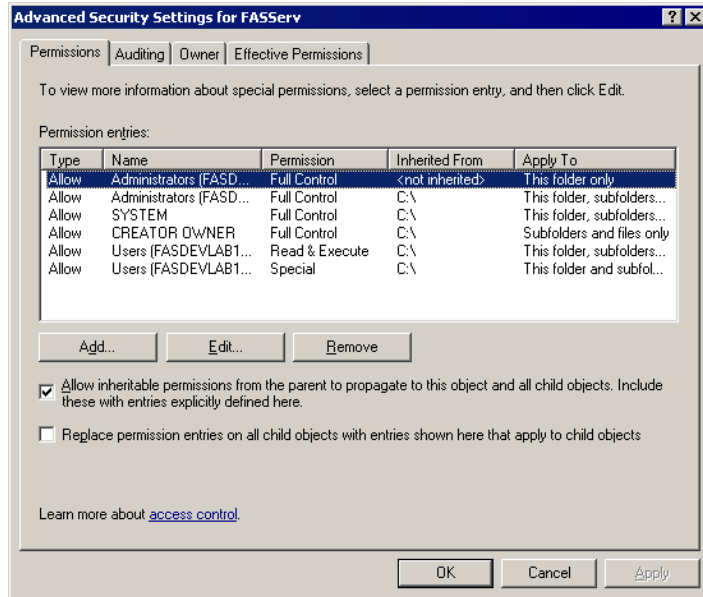 Advanced Security Settings for FASServ
Permissions Auditing Owner Effective Permissions
To view more information about special permissions, select a permission entry, and then click Edit.
Permission entries:
Type Name Permission Inherited From Apply To
Allow Administrators (FASD... Full Control <not inherited> This folder only
Allow Administrators (FASD... Full Control C:\ This folder, subfolders...
Allow SYSTEM Full Control C:\ This folder, subfolders...
Allow CREATOR OWNER Full Control C:\ Subfolders and files only
Allow Users (FASDEVLAB1... Read & Execute C:\ This folder, subfolders...
Allow Users (FASDEVLAB1... Special C:\ This folder and subfol...
Add... Edit... Remove
Allow inheritable permissions from the parent to propagate to this object and all child objects. Include
these with entries explicitly defined here.
Replace permission entries on all child objects with entries shown here that apply to child objects
Learn more about access control.
OK Cancel Apply